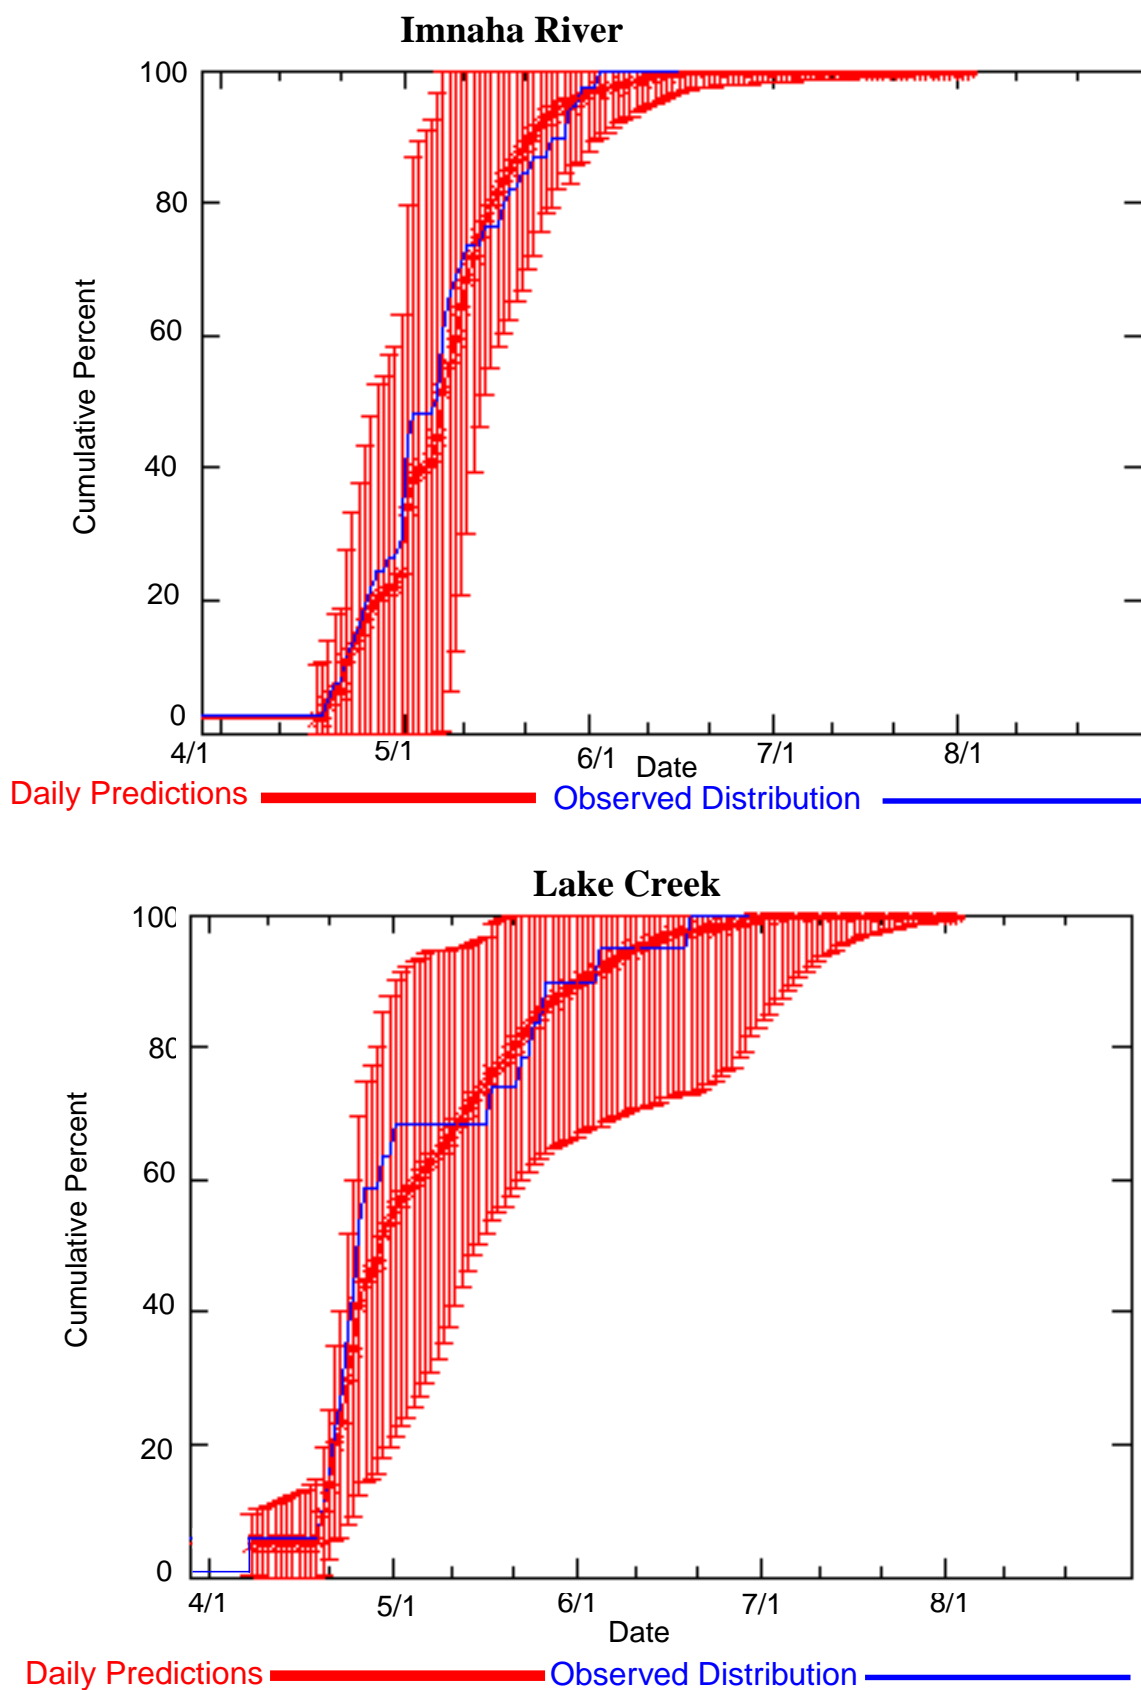 Imnaha River
100
80
60
40
20
0
Cumulative Percent
4/1 5/1 6/1 7/1 8/1
Date
Daily Predictions Observed Distribution
Lake Creek
100
80
60
40
20
0
Cumulative Percent
4/1 5/1 6/1 7/1 8/1
Date
Daily Predictions Observed Distribution